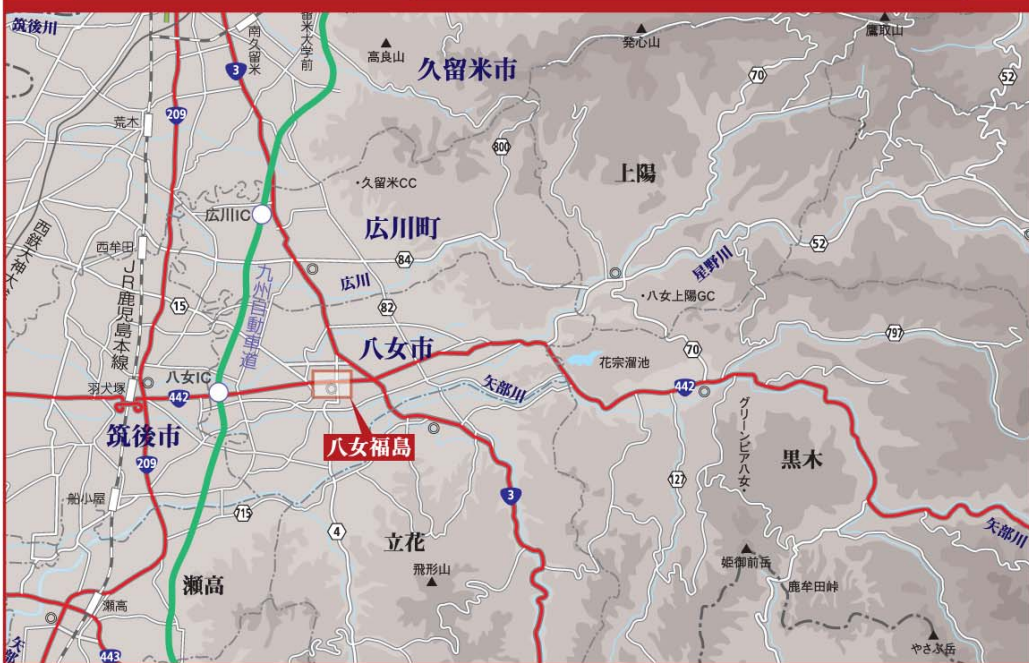 筑後川
南久留米
留米大学前
高良山
発心山
鷹取山
3
久留米市
70
52
209
荒木
800
上陽
・久留米CC
広川IC
広川町
52
西牟田
84
星野川
西鉄天神大
JR鹿児島本線
九州自動車道
広川
・八女上陽GC
15
82
797
八女市
70
花宗溜池
八女IC
羽犬塚
442
矢部川
442
筑後市
八女福島
グリーンピア八女・
黒木
209
127
船小屋
3
715
4
矢部川
立花
姫御前岳
飛形山
瀬高
鹿牟田峠
瀬高
やさぶ岳
矢部
443